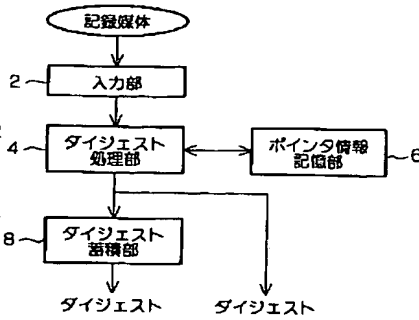 記録媒体
2
入力部
4
ダイジェスト
処理部
ポインタ情報
記憶部
6
8
ダイジェスト
蓄積部
ダイジェスト
ダイジェスト